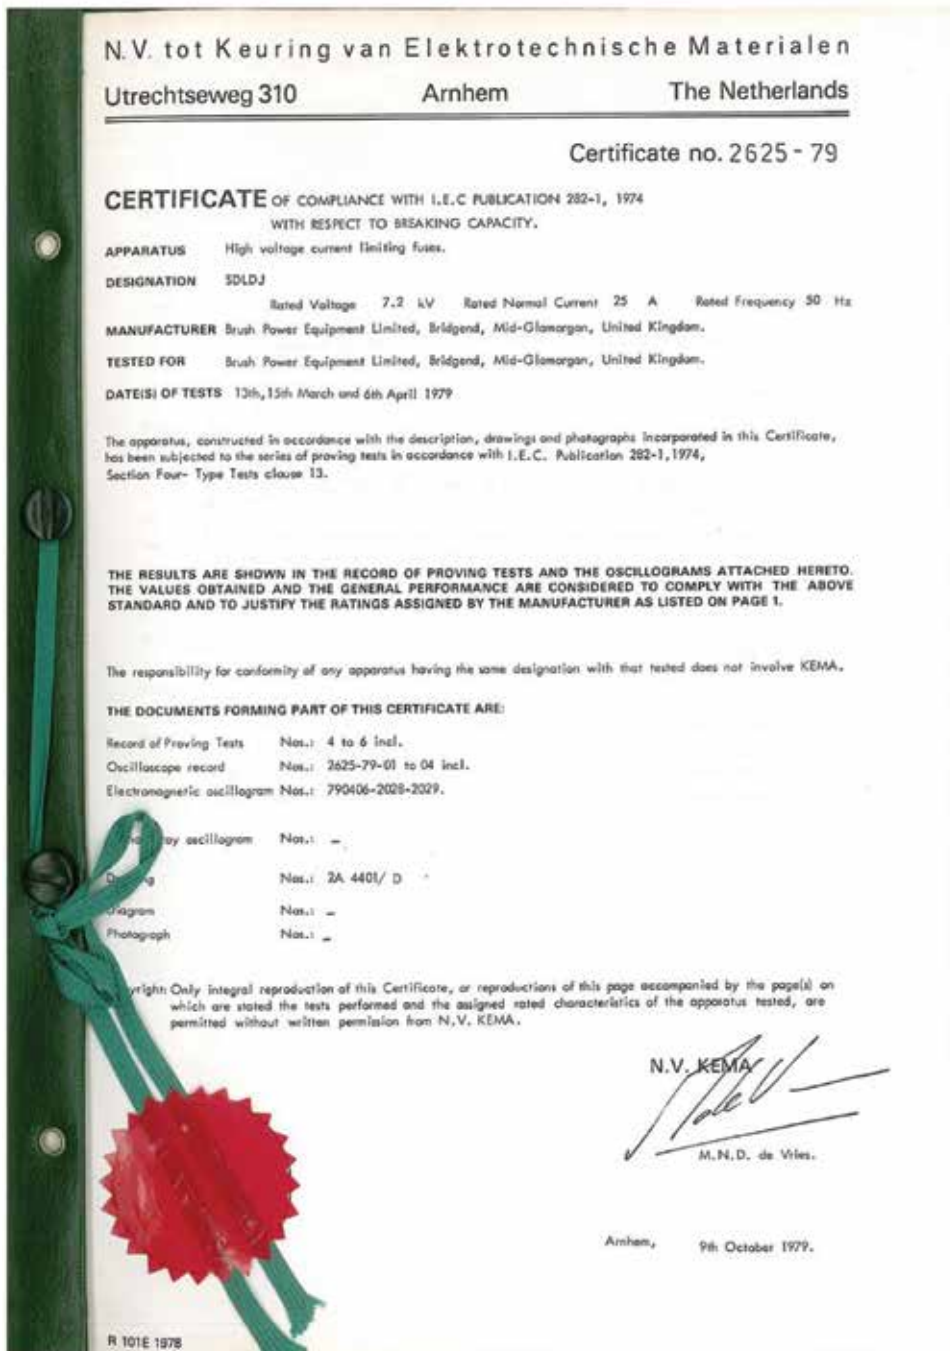 N.V. tot Keuring van Elektrotechnische Materialen
Utrechtseweg 310 Arnhem The Netherlands
Certificate no. 2625-79
CERTIFICATE OF COMPLIANCE WITH I.E.C PUBLICATION 282-1, 1974
WITH RESPECT TO BREAKING CAPACITY.
APPARATUS High voltage current limiting fuses.
DESIGNATION SDLDJ
Rated Voltage 7.2 kV Rated Normal Current 25 A Rated Frequency 50 Hz
MANUFACTURER Brush Power Equipment Limited, Bridgend, Mid-Glamorgan, United Kingdom.
TESTED FOR Brush Power Equipment Limited, Bridgend, Mid-Glamorgan, United Kingdom.
DATE(S) OF TESTS 13th, 15th March and 6th April 1979
The apparatus, constructed in accordance with the description, drawings and photographs incorporated in this Certificate,
has been subjected to the series of proving tests in accordance with I.E.C. Publication 282-1,1974,
Section Four- Type Tests clause 13.
THE RESULTS ARE SHOWN IN THE RECORD OF PROVING TESTS AND THE OSCILLOGRAMS ATTACHED HERETO.
THE VALUES OBTAINED AND THE GENERAL PERFORMANCE ARE CONSIDERED TO COMPLY WITH THE ABOVE
STANDARD AND TO JUSTIFY THE RATINGS ASSIGNED BY THE MANUFACTURER AS LISTED ON PAGE 1.
The responsibility for conformity of any apparatus having the same designation with that tested does not involve KEMA.
THE DOCUMENTS FORMING PART OF THIS CERTIFICATE ARE:
Record of Proving Tests Nos.: 4 to 6 incl.
Oscilloscope record Nos.: 2625-79-01 to 04 incl.
Electromagnetic oscillogram Nos.: 790406-2028-2029.
oscillogram Nos.: -
Nos.: 2A 4401/ D
Nos.: -
Photograph Nos.: -
Only integral reproduction of this Certificate, or reproductions of this page accompanied by the page(s) on
which are stated the tests performed and the assigned rated characteristics of the apparatus tested, are
permitted without written permission from N.V. KEMA.
N.V. KEMA
M.N.D. de Vries.
Arnhem, 9th October 1979.
R 101E 1978